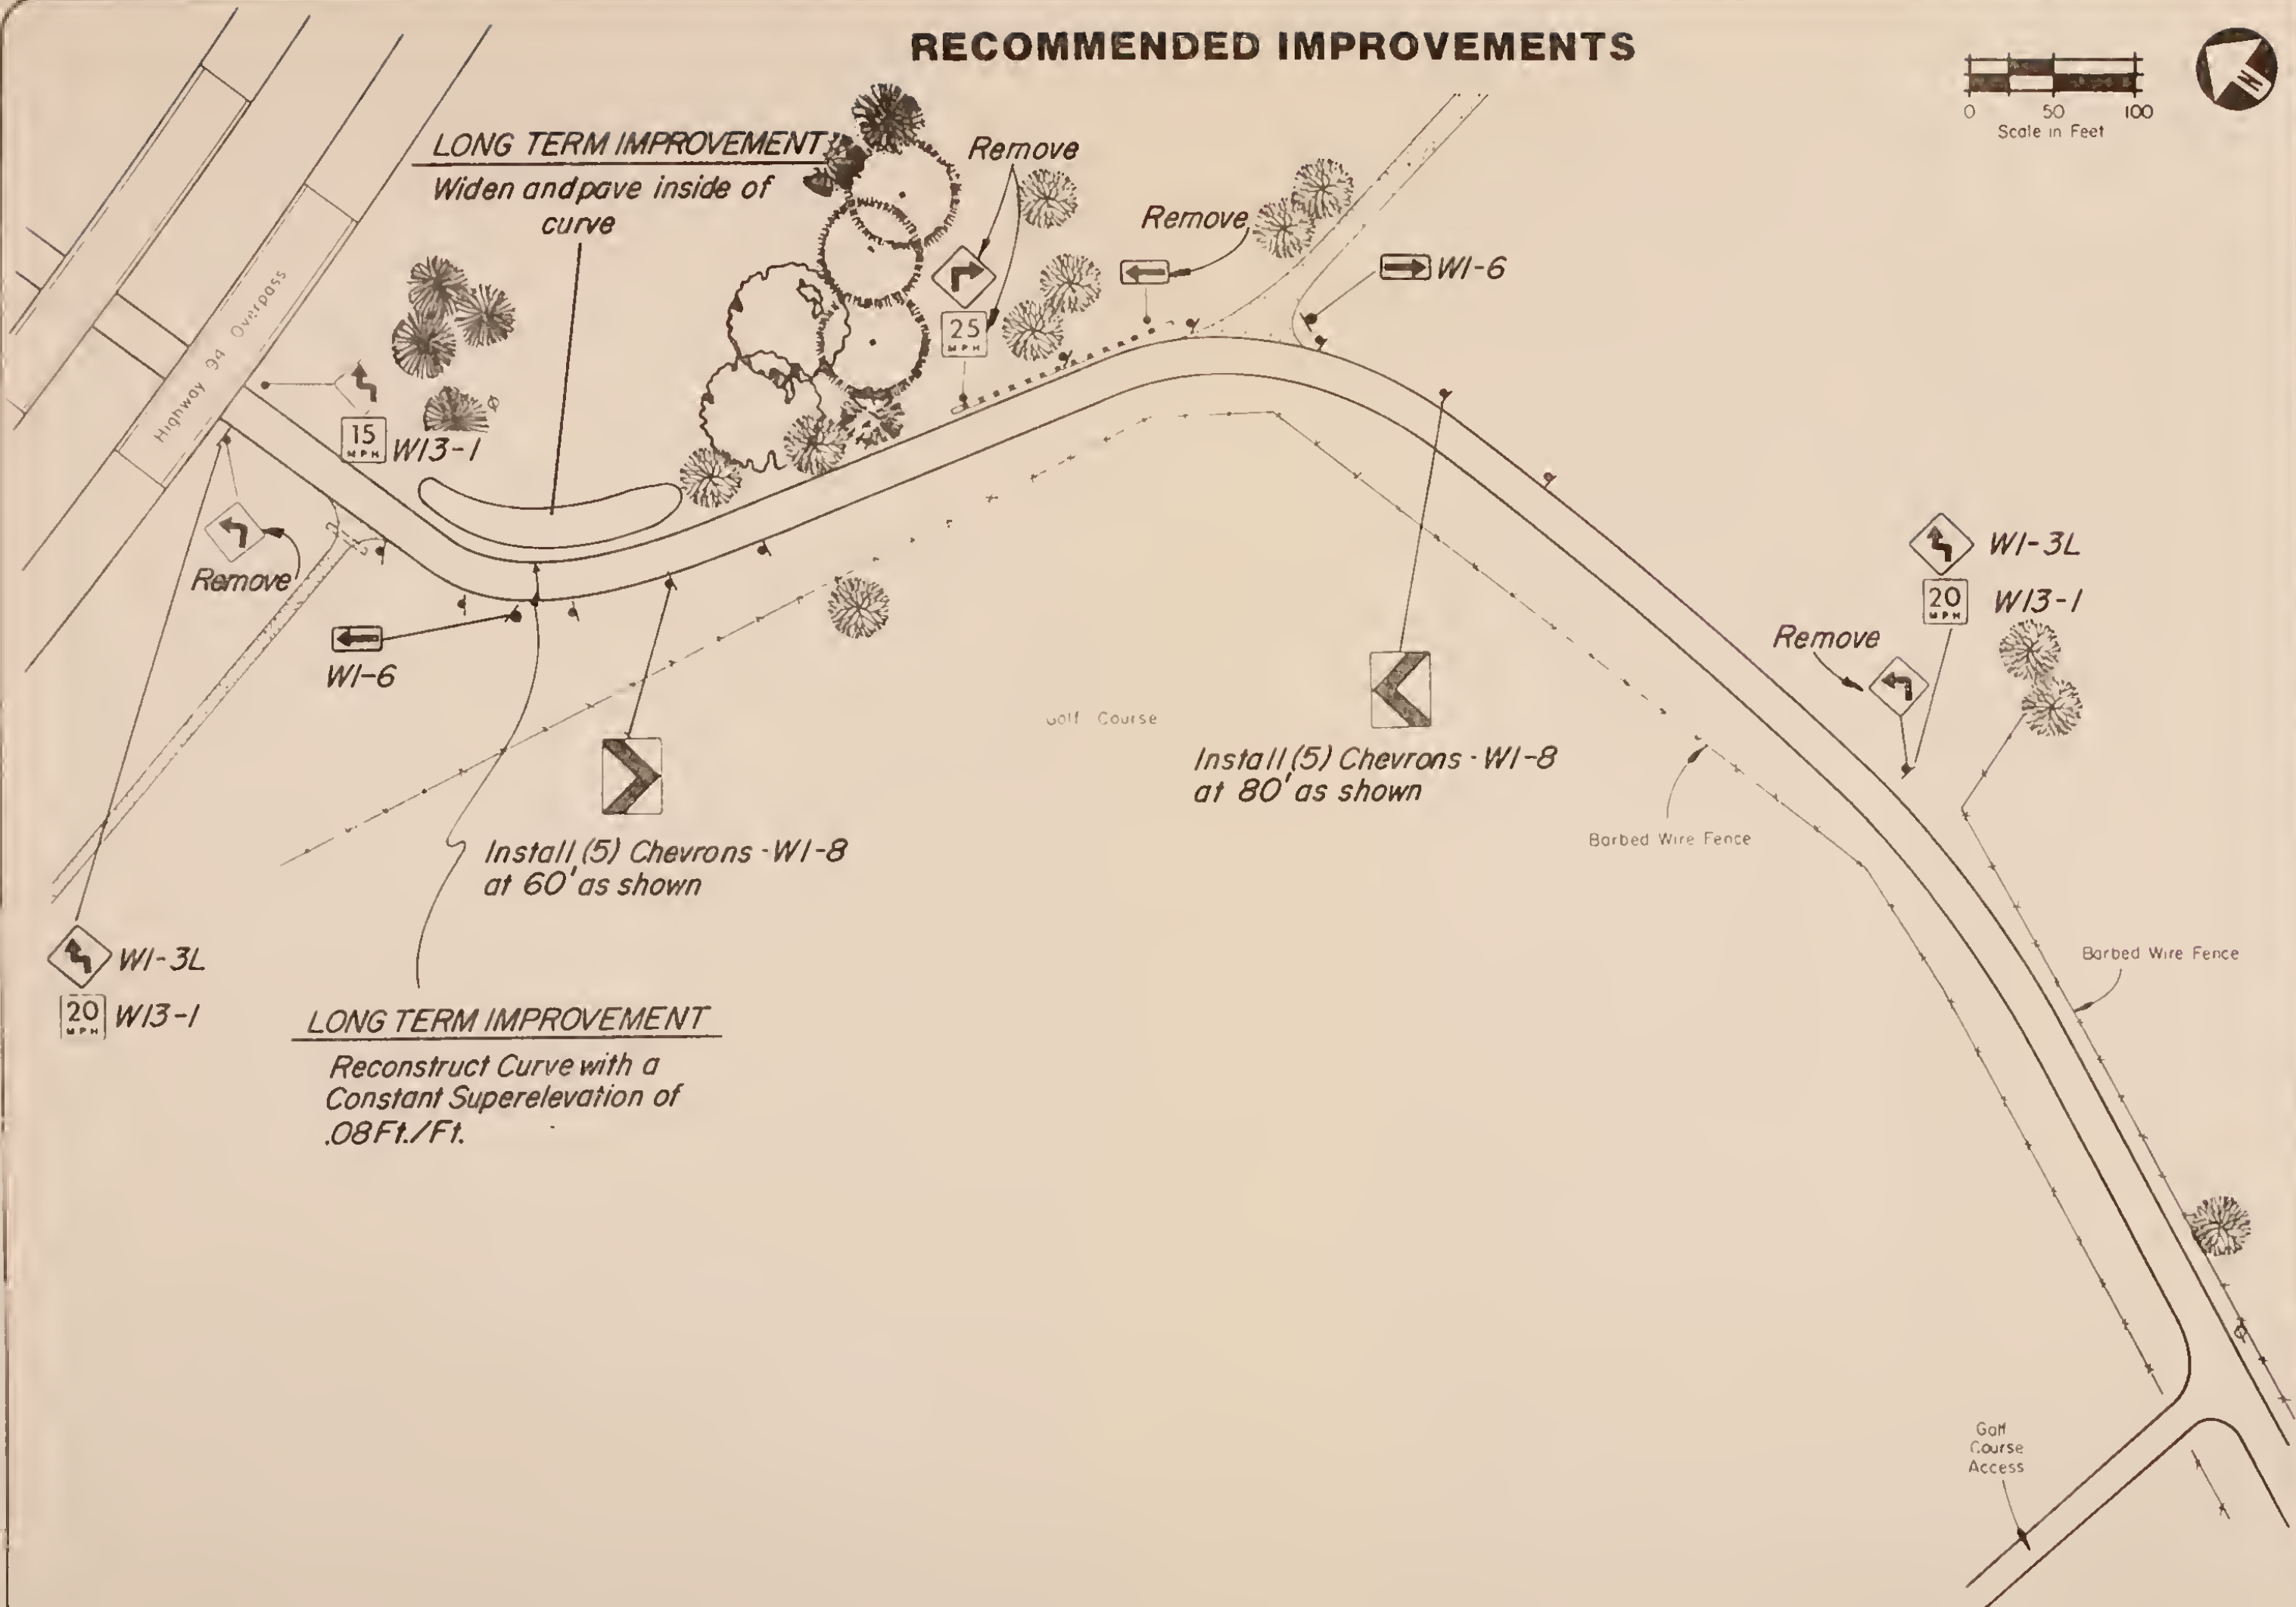 RECOMMENDED IMPROVEMENTS
0 50 100
Scale in Feet
N
LONG TERM IMPROVEMENT
Widen and pave inside of
curve
Remove
Remove
25
MPH
W1-6
Highway 94 Overpass
15
MPH
W13-1
Remove
W1-6
W1-3L
20
MPH
W13-1
Remove
Golf Course
Install (5) Chevrons - W1-8
at 80' as shown
Barbed Wire Fence
Install (5) Chevrons - W1-8
at 60' as shown
Barbed Wire Fence
W1-3L
20
MPH
W13-1
LONG TERM IMPROVEMENT
Reconstruct Curve with a
Constant Superelevation of
.08 Ft./Ft.
Golf
Course
Access